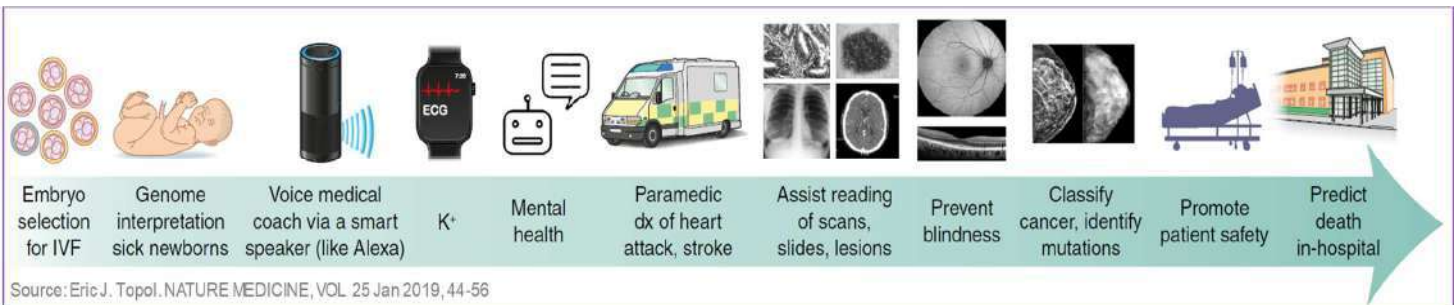 7:26
ECG
Embryo
selection
for IVF
Genome
interpretation
sick newborns
Voice medical
coach via a smart
speaker (like Alexa)
K+
Mental
health
Paramedic
dx of heart
attack, stroke
Assist reading
of scans,
slides, lesions
Prevent
blindness
Classify
cancer, identify
mutations
Promote
patient safety
Predict
death
in-hospital
Source: Eric J. Topol. NATURE MEDICINE, VOL 25 Jan 2019, 44-56